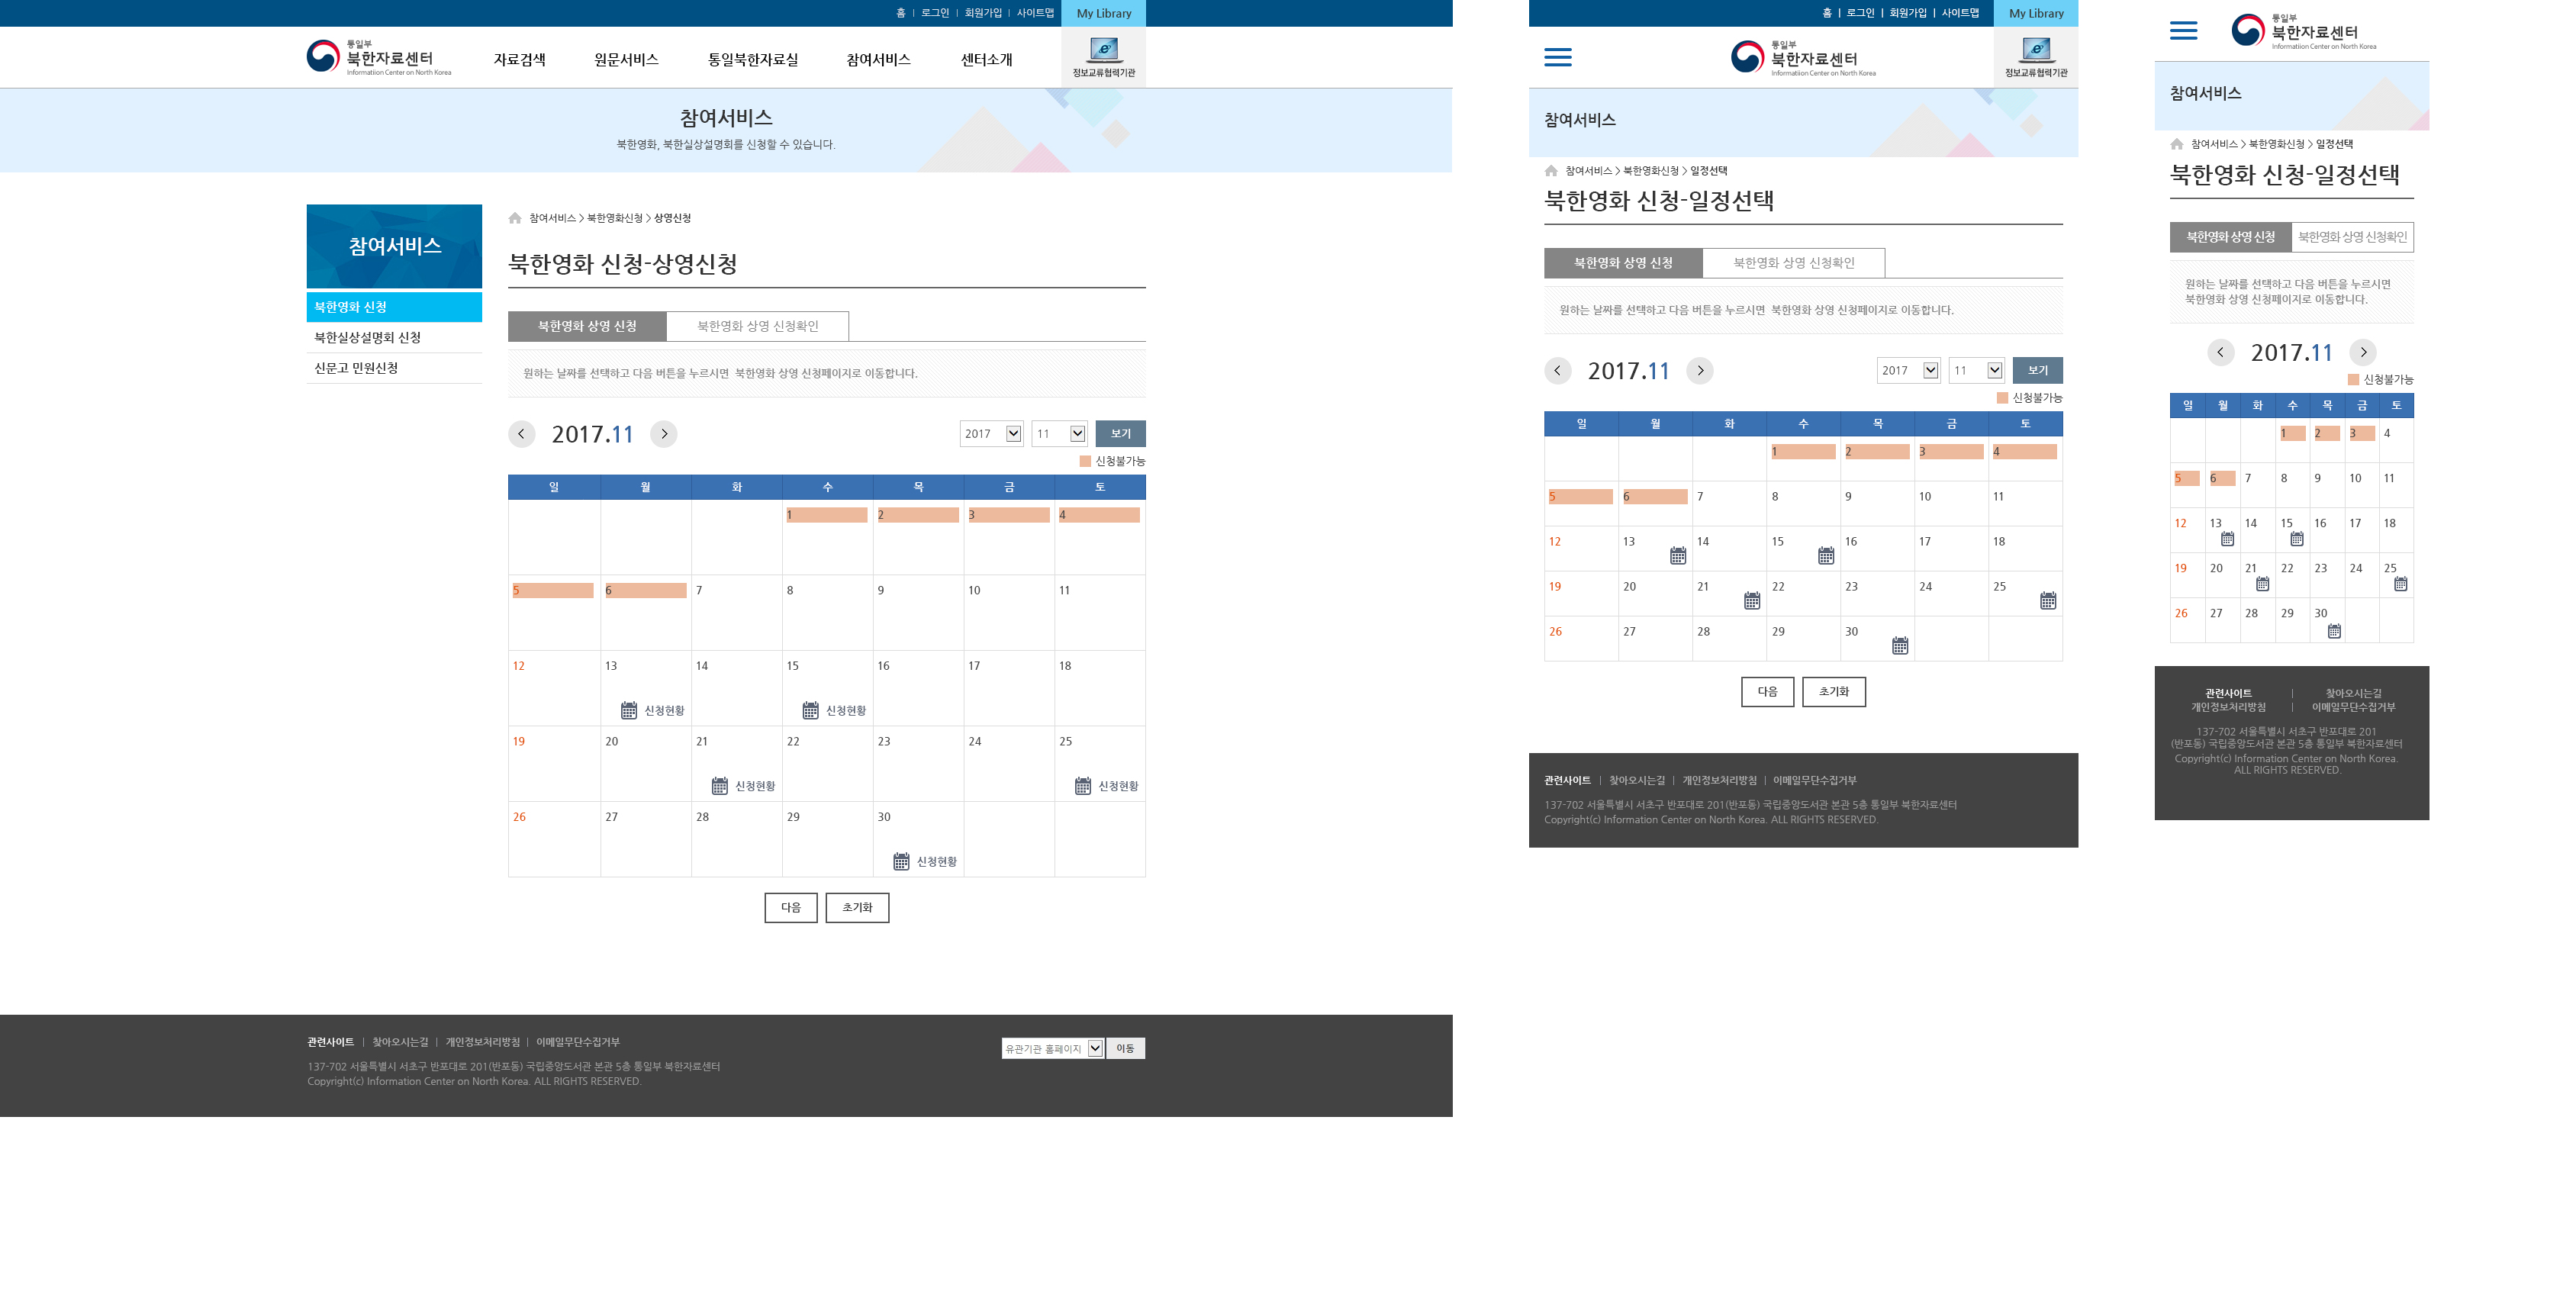 홈 | 로그인 | 회원가입 | 사이트맵 My Library
통일부
북한자료센터
Informatiion Center on North Korea
자료검색 원문서비스 통일북한자료실 참여서비스 센터소개
정보교류협력기관
참여서비스
북한영화, 북한실상설명회를 신청할 수 있습니다.
참여서비스
북한영화 신청
북한실상설명회 신청
신문고 민원신청
참여서비스 > 북한영화신청 > 상영신청
북한영화 신청-상영신청
북한영화 상영 신청 북한영화 상영 신청확인
원하는 날짜를 선택하고 다음 버튼을 누르시면 북한영화 상영 신청페이지로 이동합니다.
< 2017.11 > 2017 11 보기
신청불가능
일 월 화 수 목 금 토
1 2 3 4
5 6 7 8 9 10 11
12 13 14 15 16 17 18
신청현황 신청현황
19 20 21 22 23 24 25
신청현황 신청현황
26 27 28 29 30
신청현황
다음 초기화
관련사이트 | 찾아오시는길 | 개인정보처리방침 | 이메일무단수집거부
유관기관 홈페이지 이동
137-702 서울특별시 서초구 반포대로 201(반포동) 국립중앙도서관 본관 5층 통일부 북한자료센터
Copyright(c) Information Center on North Korea. ALL RIGHTS RESERVED.
홈 | 로그인 | 회원가입 | 사이트맵 My Library
통일부
북한자료센터
Informatiion Center on North Korea
정보교류협력기관
참여서비스
참여서비스 > 북한영화신청 > 일정선택
북한영화 신청-일정선택
북한영화 상영 신청 북한영화 상영 신청확인
원하는 날짜를 선택하고 다음 버튼을 누르시면 북한영화 상영 신청페이지로 이동합니다.
< 2017.11 > 2017 11 보기
신청불가능
일 월 화 수 목 금 토
1 2 3 4
5 6 7 8 9 10 11
12 13 14 15 16 17 18
19 20 21 22 23 24 25
26 27 28 29 30
다음 초기화
관련사이트 | 찾아오시는길 | 개인정보처리방침 | 이메일무단수집거부
137-702 서울특별시 서초구 반포대로 201(반포동) 국립중앙도서관 본관 5층 통일부 북한자료센터
Copyright(c) Information Center on North Korea. ALL RIGHTS RESERVED.
통일부
북한자료센터
Informatiion Center on North Korea
참여서비스
참여서비스 > 북한영화신청 > 일정선택
북한영화 신청-일정선택
북한영화 상영 신청 북한영화 상영 신청확인
원하는 날짜를 선택하고 다음 버튼을 누르시면
북한영화 상영 신청페이지로 이동합니다.
< 2017.11 >
신청불가능
일 월 화 수 목 금 토
1 2 3 4
5 6 7 8 9 10 11
12 13 14 15 16 17 18
19 20 21 22 23 24 25
26 27 28 29 30
관련사이트 | 찾아오시는길
개인정보처리방침 | 이메일무단수집거부
137-702 서울특별시 서초구 반포대로 201
(반포동) 국립중앙도서관 본관 5층 통일부 북한자료센터
Copyright(c) Information Center on North Korea.
ALL RIGHTS RESERVED.